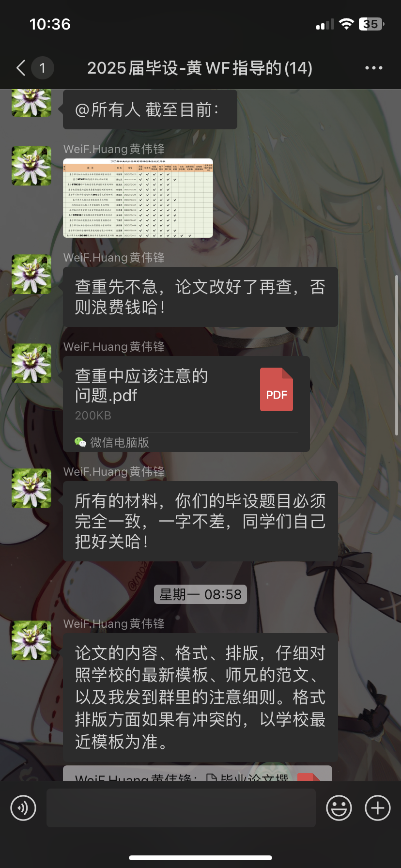 10:36
35
1
2025届毕设-黄WF指导的(14)
@所有人 截至目前：
WeiF.Huang黄伟锋
WeiF.Huang黄伟锋
查重先不急，论文改好了再查，否
则浪费钱哈！
WeiF.Huang黄伟锋
查重中应该注意的
问题.pdf
PDF
200KB
微信电脑版
WeiF.Huang黄伟锋
所有的材料，你们的毕设题目必须
完全一致，一字不差，同学们自己
把好关哈！
星期一 08:58
WeiF.Huang黄伟锋
论文的内容、格式、排版，仔细对
照学校的最新模板、师兄的范文、
以及我发到群里的注意细则。格式
排版方面如果有冲突的，以学校最
近模板为准。
WeiF.Huang黄伟锋：毕业论文撰